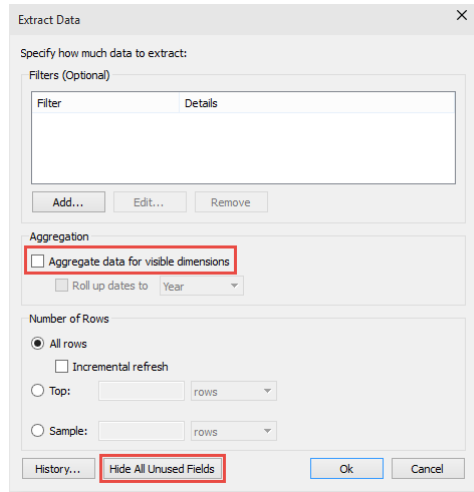 Extract Data
Specify how much data to extract:
Filters (Optional)
Filter Details
Add... Edit... Remove
Aggregation
Aggregate data for visible dimensions
Roll up dates to Year
Number of Rows
All rows
Incremental refresh
Top: rows
Sample: rows
History... Hide All Unused Fields Ok Cancel